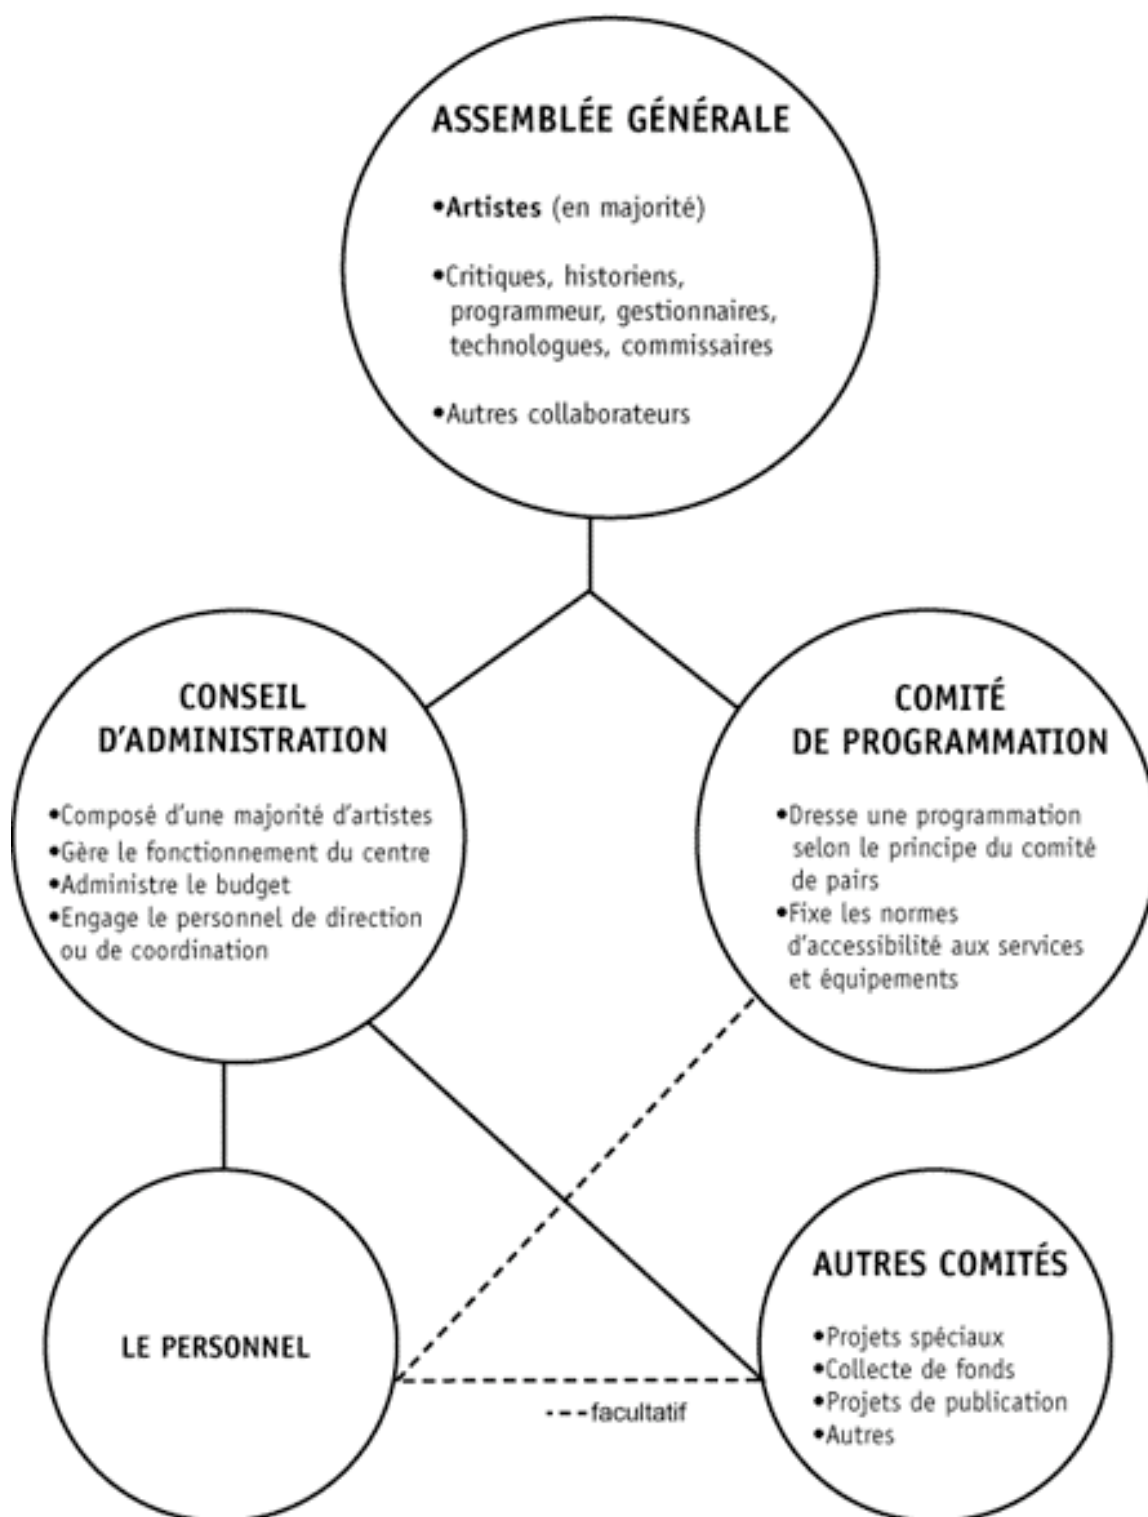 ASSEMBLÉE GÉNÉRALE
•Artistes (en majorité)
•Critiques, historiens,
programmeur, gestionnaires,
technologues, commissaires
•Autres collaborateurs
CONSEIL
D'ADMINISTRATION
•Composé d'une majorité d'artistes
•Gère le fonctionnement du centre
•Administre le budget
•Engage le personnel de direction
ou de coordination
COMITÉ
DE PROGRAMMATION
•Dresse une programmation
selon le principe du comité
de pairs
•Fixe les normes
d'accessibilité aux services
et équipements
LE PERSONNEL
AUTRES COMITÉS
•Projets spéciaux
•Collecte de fonds
•Projets de publication
•Autres
---facultatif